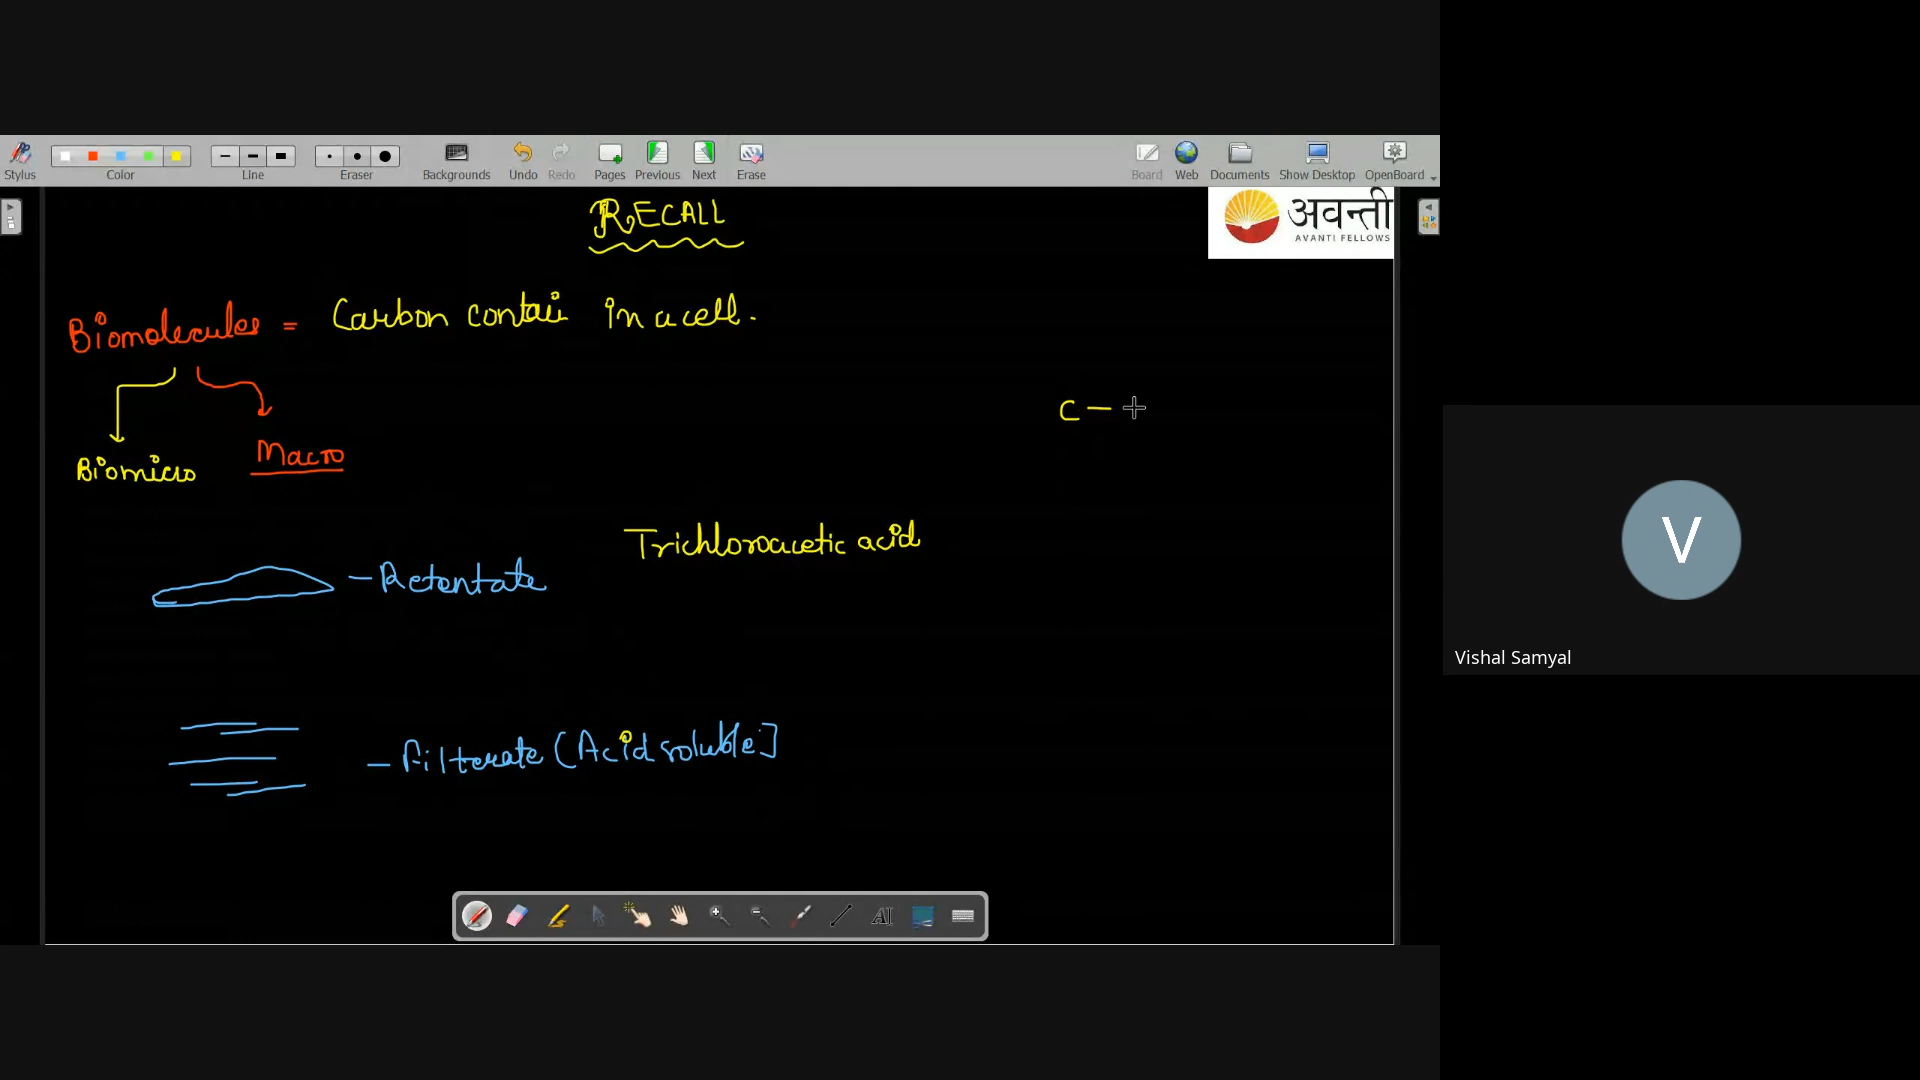 Stylus Color Line Eraser Backgrounds Undo Redo Pages Previous Next Erase Board Web Documents Show Desktop OpenBoard
RECALL
अवन्ती
AVANTI FELLOWS
Biomolecules = Carbon contai in a cell.
C —
Biomicro Macro
Trichloroacetic acid
— Retentate
— Filterate (Acid soluble]
V
Vishal Samyal